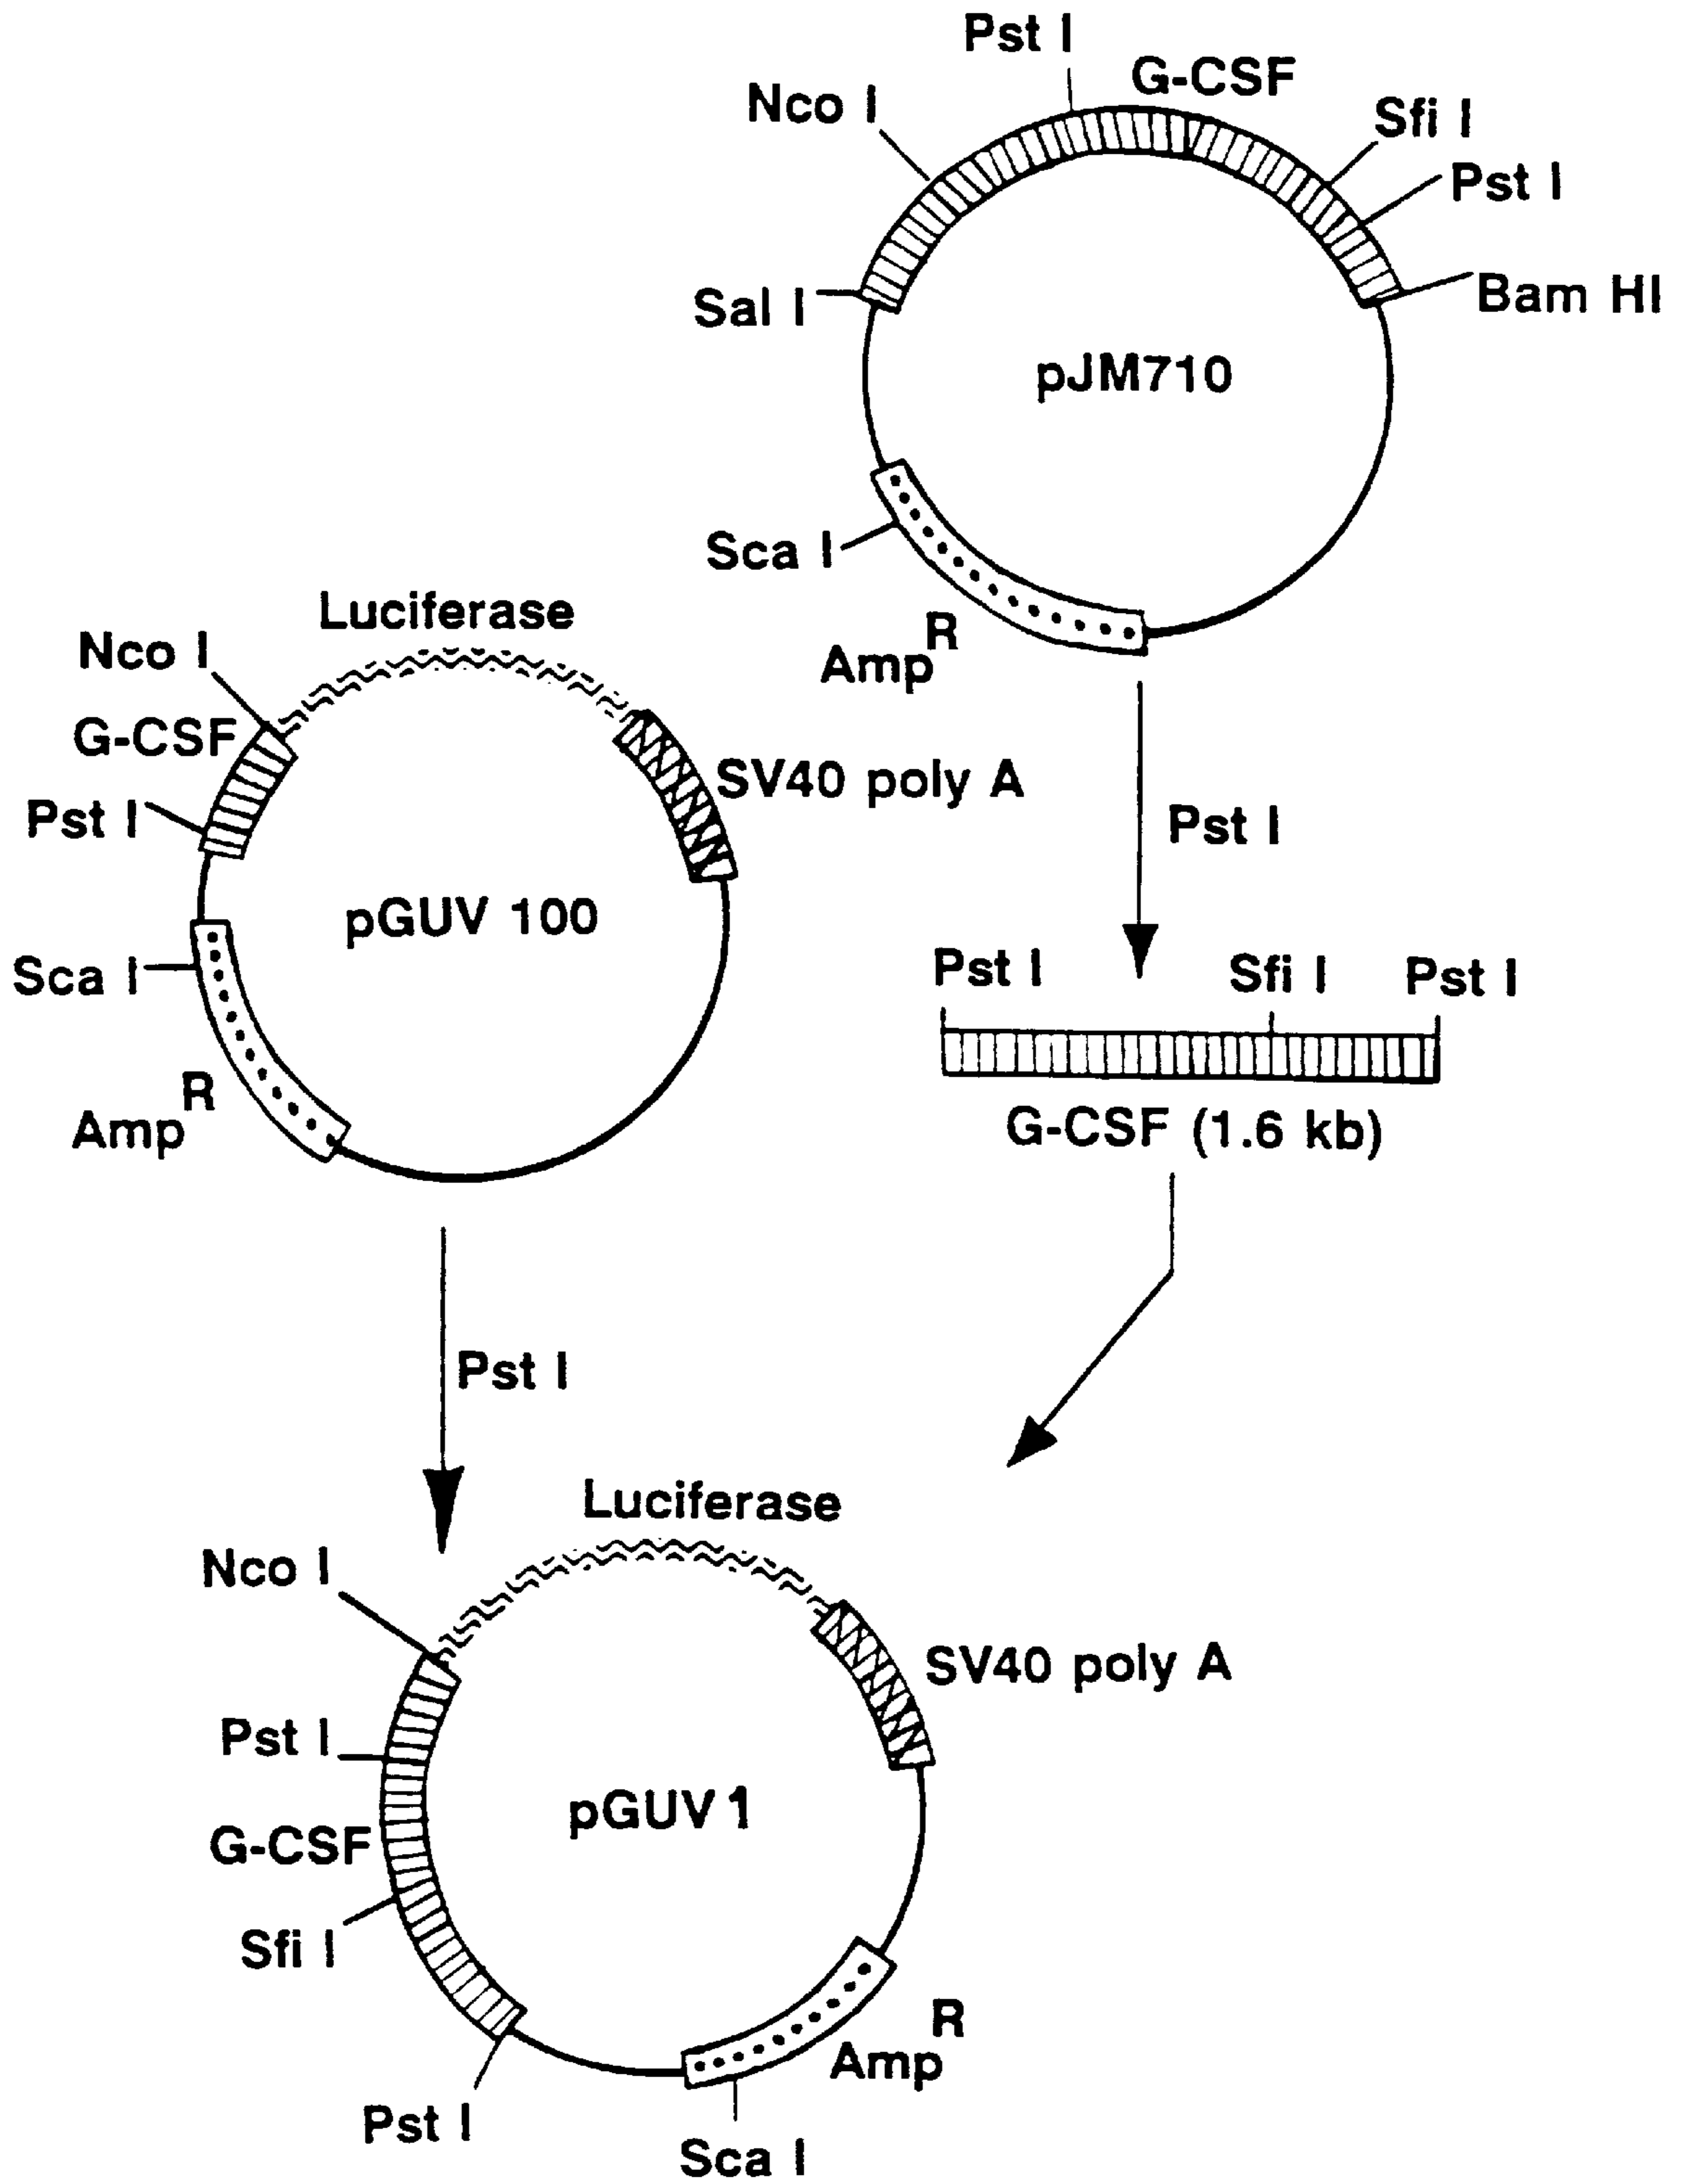 Pst I
G-CSF
Nco I
Sfi I
Pst I
Sal I
Bam HI
pJM710
Sca I
Amp R
Luciferase
Nco I
G-CSF
SV40 poly A
Pst I
Pst I
pGUV 100
Sca I
Pst I
Sfi I
Pst I
Amp R
G-CSF (1.6 kb)
Pst I
Luciferase
Nco I
SV40 poly A
Pst I
pGUV 1
G-CSF
Sfi I
Amp R
Pst I
Sca I